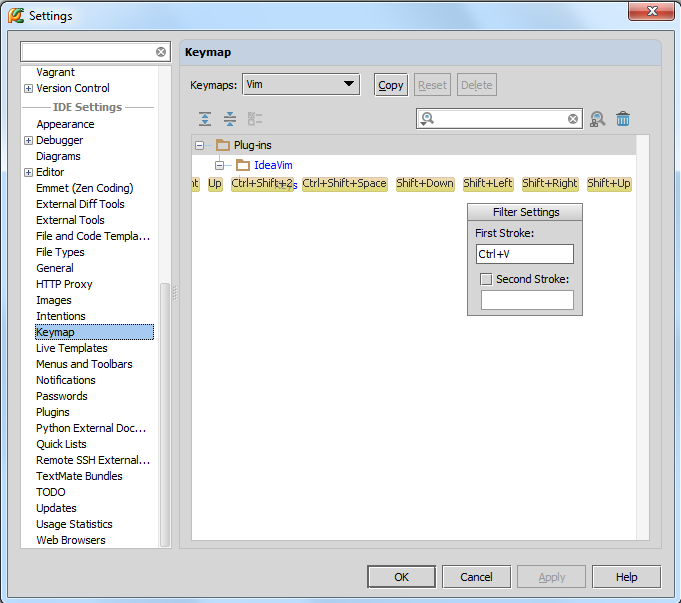 Settings
Vagrant
Version Control
IDE Settings
Appearance
Debugger
Diagrams
Editor
Emmet (Zen Coding)
External Diff Tools
External Tools
File and Code Templa...
File Types
General
HTTP Proxy
Images
Intentions
Keymap
Live Templates
Menus and Toolbars
Notifications
Passwords
Plugins
Python External Doc...
Quick Lists
Remote SSH External...
TextMate Bundles
TODO
Updates
Usage Statistics
Web Browsers
Keymap
Keymaps: Vim Copy Reset Delete
Plug-ins
IdeaVim
Up Ctrl+Shift+2 Ctrl+Shift+Space Shift+Down Shift+Left Shift+Right Shift+Up
Filter Settings
First Stroke:
Ctrl+V
Second Stroke:
OK Cancel Apply Help